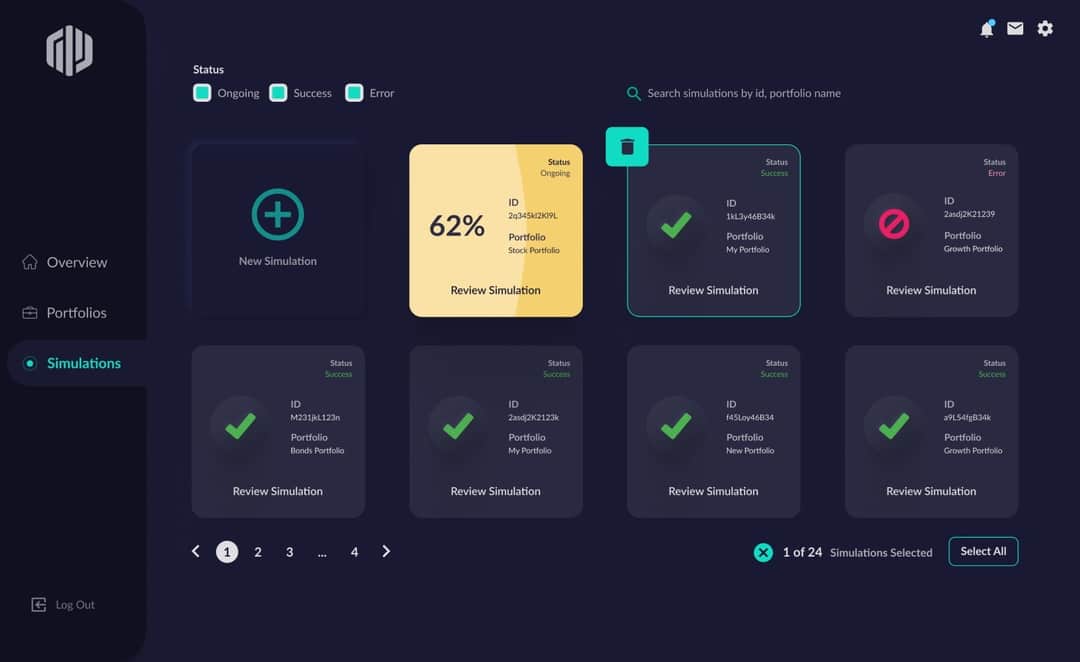 Status
Ongoing Success Error
Search simulations by id, portfolio name
New Simulation
Status
Ongoing
62%
ID
2q345kl2Kl9L
Portfolio
Stock Portfolio
Review Simulation
Status
Success
ID
1kL3y46B34k
Portfolio
My Portfolio
Review Simulation
Status
Error
ID
2asdj2K21239
Portfolio
Growth Portfolio
Review Simulation
Overview
Portfolios
Simulations
Status
Success
ID
M231jkL123n
Portfolio
Bonds Portfolio
Review Simulation
Status
Success
ID
2asdj2K2123k
Portfolio
My Portfolio
Review Simulation
Status
Success
ID
f45Loy46B34
Portfolio
New Portfolio
Review Simulation
Status
Success
ID
a9L54fgB34k
Portfolio
Growth Portfolio
Review Simulation
1 2 3 ... 4
1 of 24 Simulations Selected
Select All
Log Out